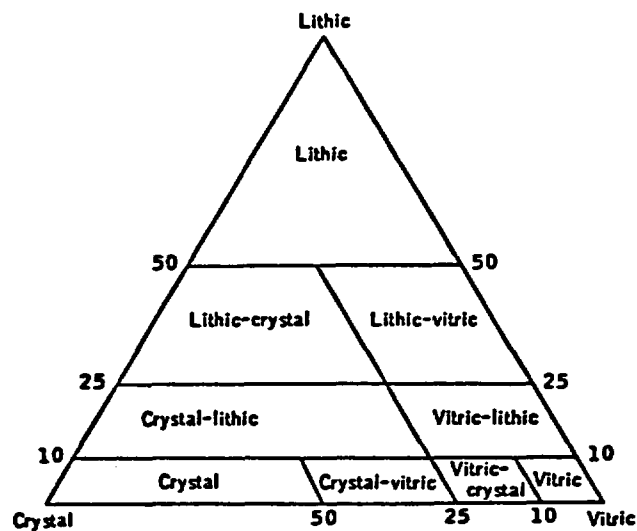 Lithic
Lithic
50 50
Lithic-crystal Lithic-vitric
25 25
Crystal-lithic Vitric-lithic
10 10
Crystal Crystal-vitric Vitric-
crystal Vitric
Crystal 50 25 10 Vitric